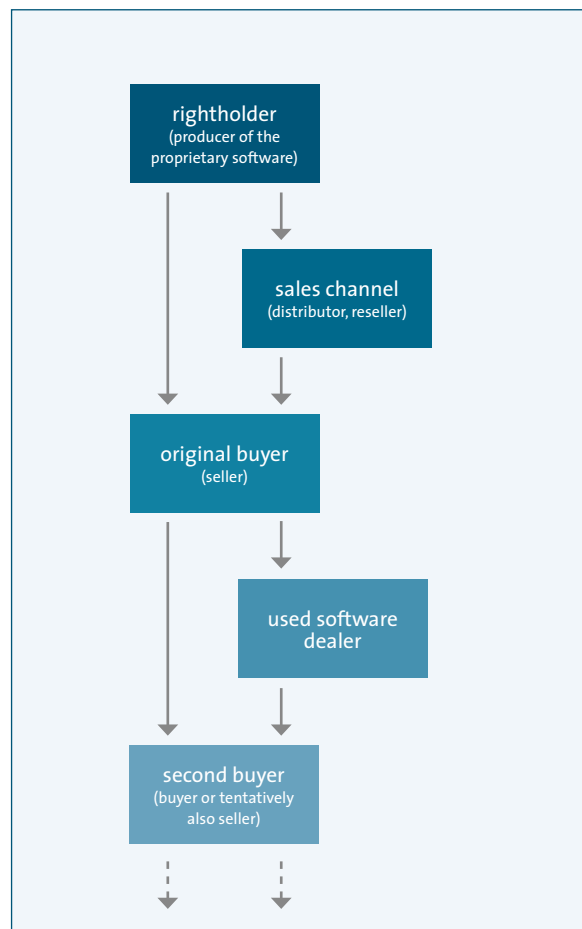 rightholder
(producer of the
proprietary software)
sales channel
(distributor, reseller)
original buyer
(seller)
used software
dealer
second buyer
(buyer or tentatively
also seller)